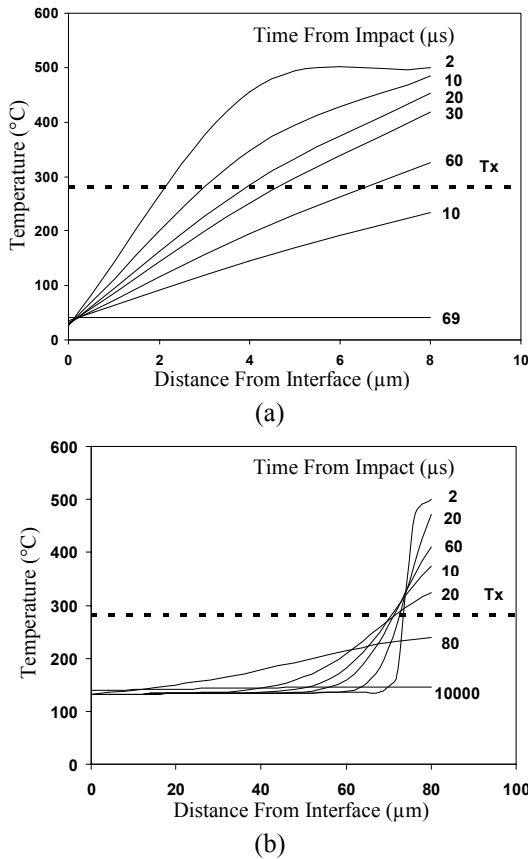 600
500
400
300
200
100
0
Temperature (°C)
Time From Impact (µs)
2
10
20
30
60
Tx
10
69
0 2 4 6 8 10
Distance From Interface (µm)
(a)
600
500
400
300
200
100
0
Temperature (°C)
Time From Impact (µs)
2
20
60
10
20
Tx
80
10000
0 20 40 60 80 100
Distance From Interface (µm)
(b)